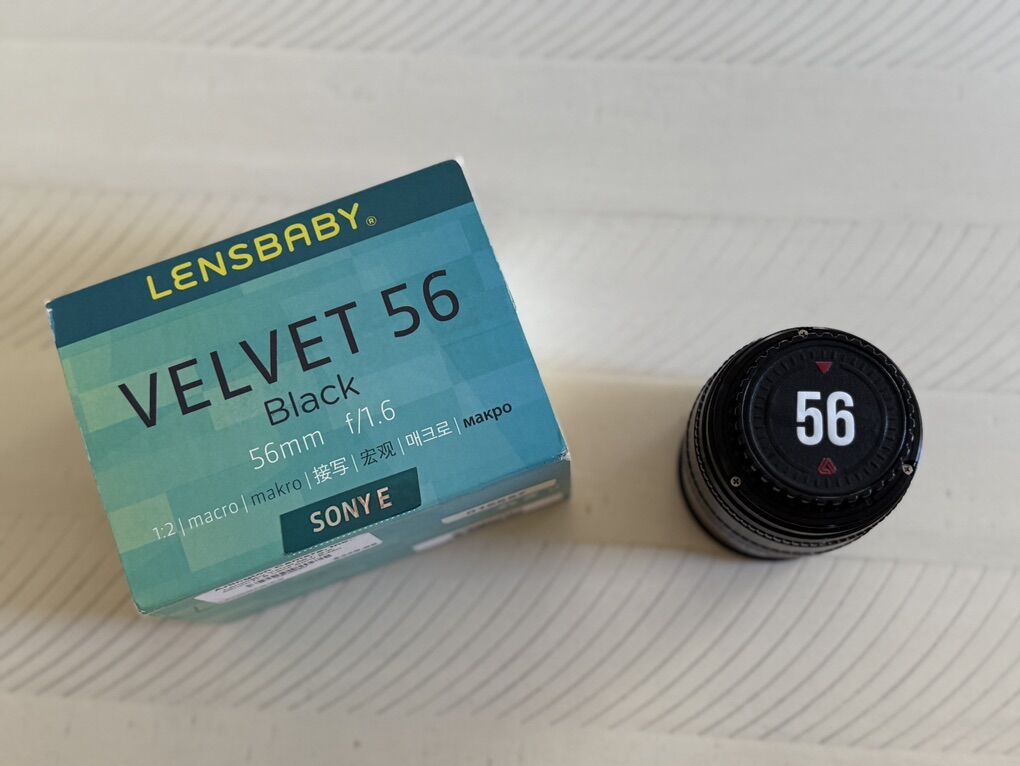 LENSBABY®
VELVET 56
Black
56mm f/1.6
1:2 | macro | makro | 接写 | 宏观 | 매크로 | макро
SONY E
56